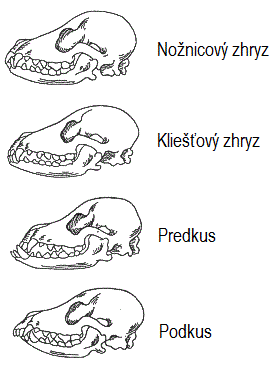 Nožnicový zhryz
Kliešťový zhryz
Predkus
Podkus